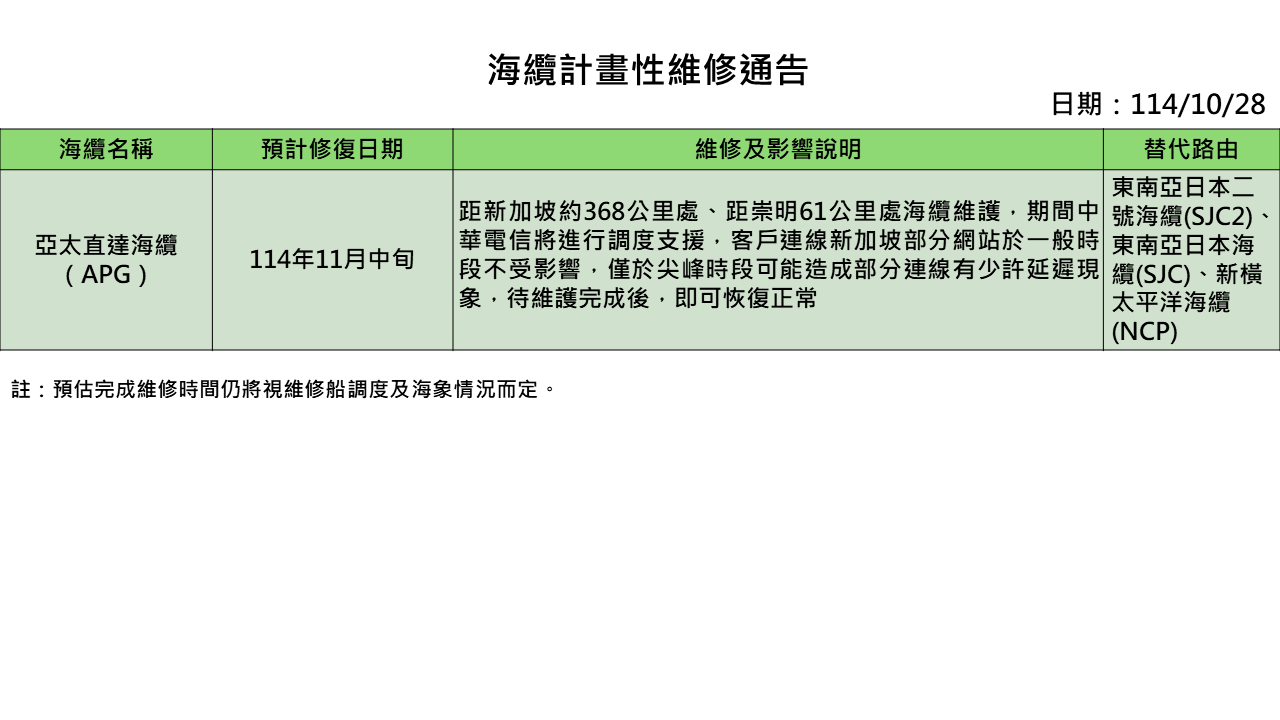 海纜計畫性維修通告
日期：114/10/28
海纜名稱
預計修復日期
維修及影響說明
替代路由
亞太直達海纜
（APG）
114年11月中旬
距新加坡約368公里處、距崇明61公里處海纜維護，期間中
華電信將進行調度支援，客戶連線新加坡部分網站於一般時
段不受影響，僅於尖峰時段可能造成部分連線有少許延遲現
象，待維護完成後，即可恢復正常
東南亞日本二
號海纜(SJC2)、
東南亞日本海
纜(SJC)、新橫
太平洋海纜
(NCP)
註：預估完成維修時間仍將視維修船調度及海象情況而定。